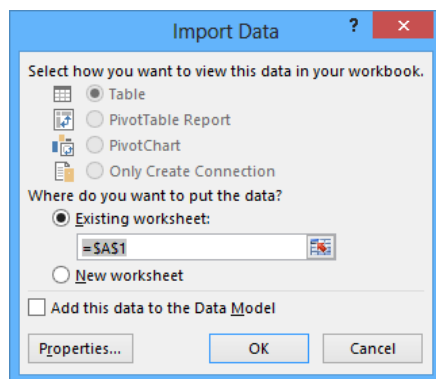 Import Data
?
×
Select how you want to view this data in your workbook.
Table
PivotTable Report
PivotChart
Only Create Connection
Where do you want to put the data?
Existing worksheet:
=$A$1
New worksheet
Add this data to the Data Model
Properties... OK Cancel